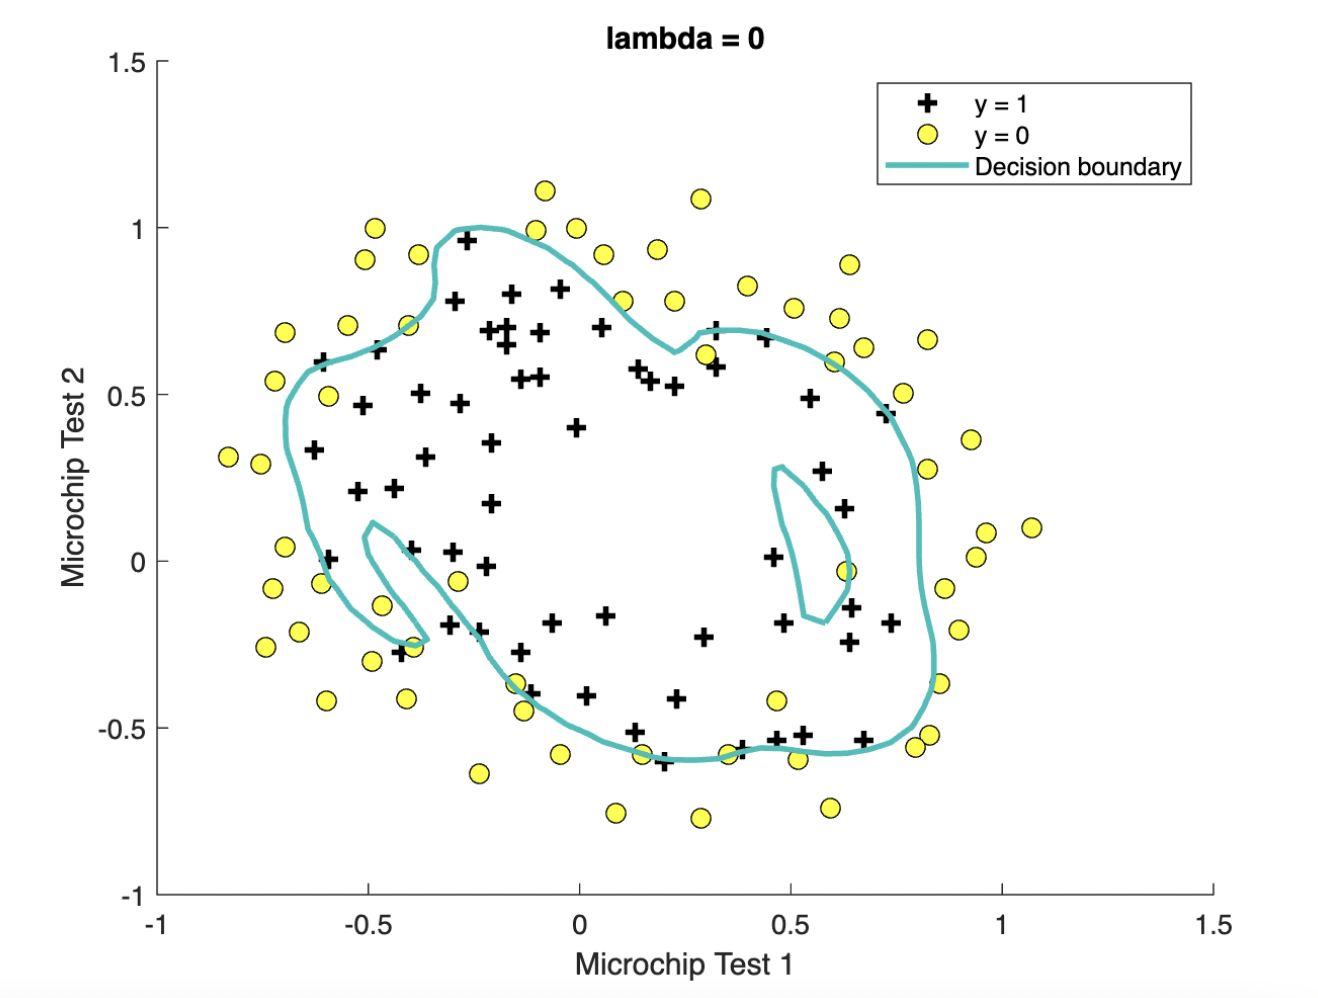 lambda = 0
1.5
1
0.5
0
-0.5
-1
-1
-0.5
0
0.5
1
1.5
Microchip Test 2
Microchip Test 1
y = 1
y = 0
Decision boundary